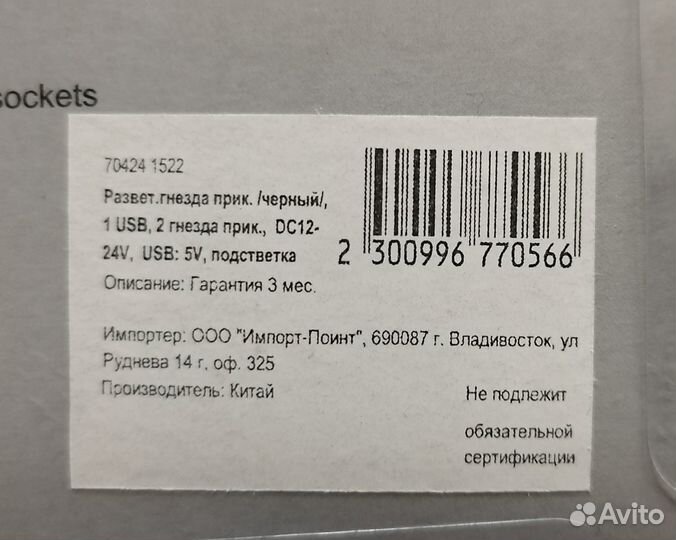 sockets
70424 1522
Развет.гнезда прик. /черный/,
1 USB, 2 гнезда прик., DC12-
24V, USB: 5V, подстветка
Описание: Гарантия 3 мес.
2 300996 770566
Импортер: ООО "Импорт-Поинт", 690087 г. Владивосток, ул
Руднева 14 г, оф. 325
Производитель: Китай
Не подлежит
обязательной
сертификации
Avito